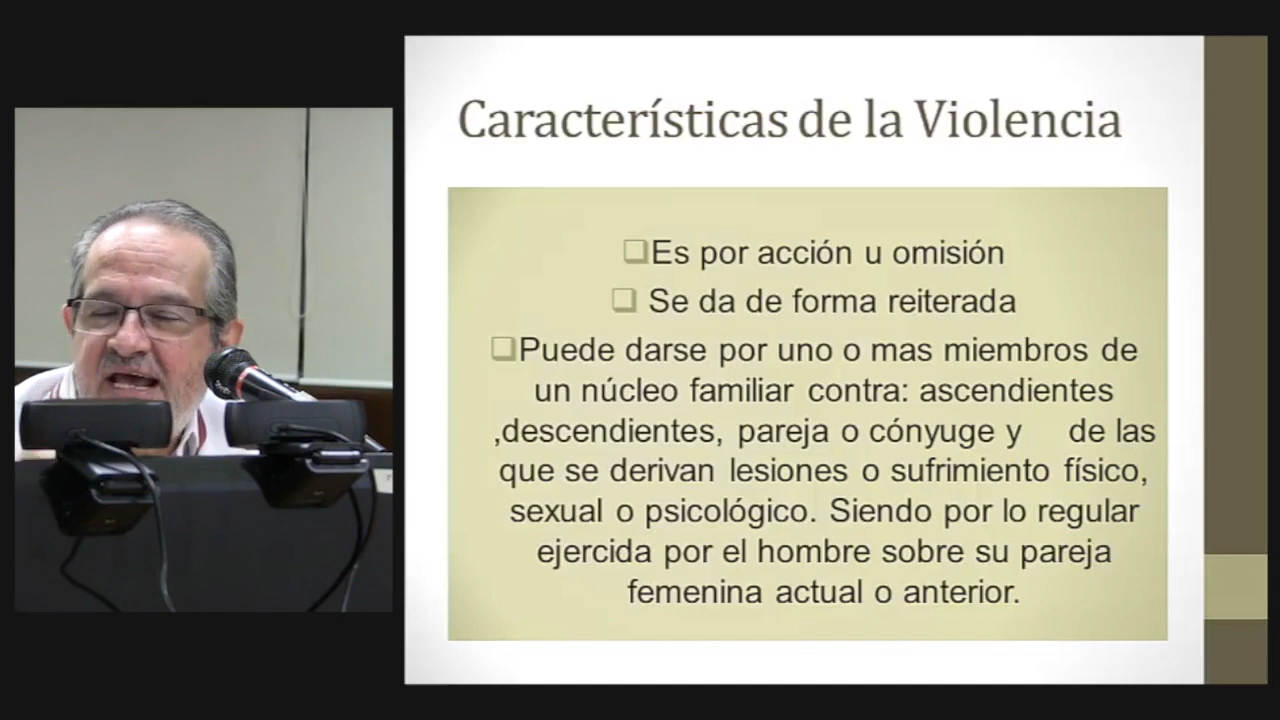 Características de la Violencia
❑Es por acción u omisión
❑ Se da de forma reiterada
❑Puede darse por uno o mas miembros de
un núcleo familiar contra: ascendientes
,descendientes, pareja o cónyuge y de las
que se derivan lesiones o sufrimiento físico,
sexual o psicológico. Siendo por lo regular
ejercida por el hombre sobre su pareja
femenina actual o anterior.